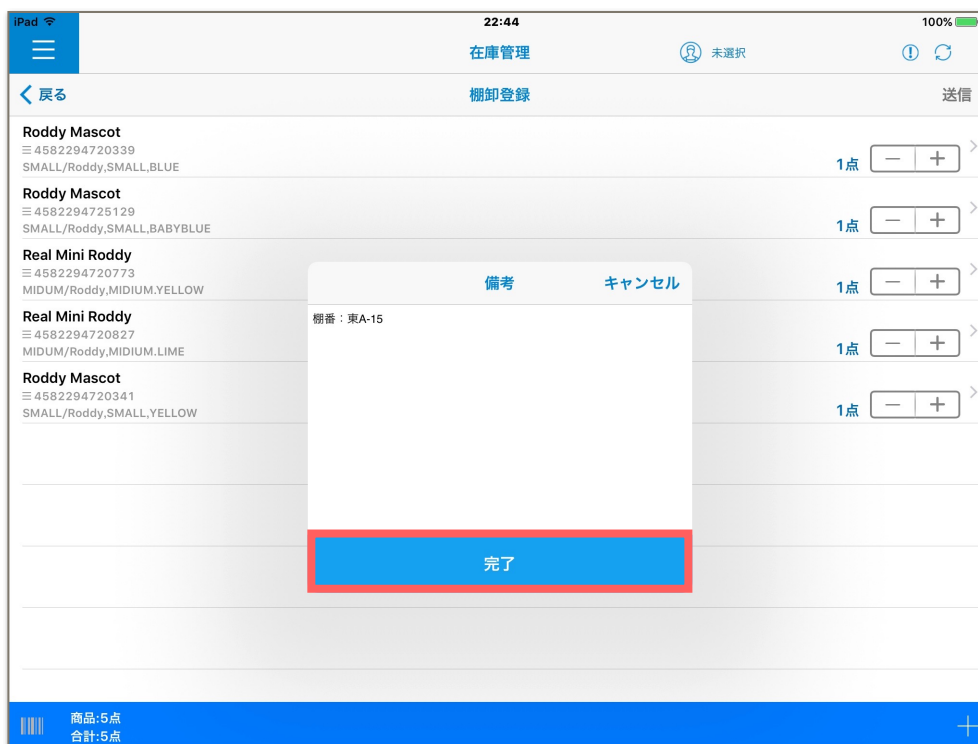 iPad 22:44 100%
在庫管理 未選択
戻る 棚卸登録 送信
Roddy Mascot
4582294720339
SMALL/Roddy,SMALL,BLUE
1点
Roddy Mascot
4582294725129
SMALL/Roddy,SMALL,BABYBLUE
1点
Real Mini Roddy
4582294720773
MIDUM/Roddy,MIDIUM.YELLOW
1点
Real Mini Roddy
4582294720827
MIDUM/Roddy,MIDIUM.LIME
1点
Roddy Mascot
4582294720341
SMALL/Roddy,SMALL,YELLOW
1点
備考 キャンセル
棚番：東A-15
完了
商品:5点
合計:5点